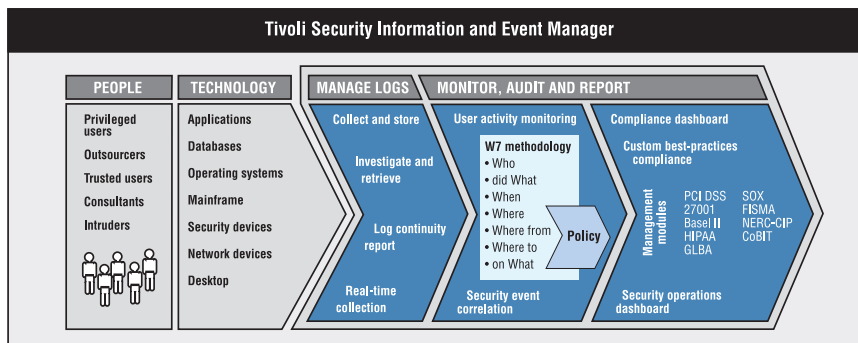 Tivoli Security Information and Event Manager
PEOPLE
Privileged
users
Outsourcers
Trusted users
Consultants
Intruders
TECHNOLOGY
Applications
Databases
Operating systems
Mainframe
Security devices
Network devices
Desktop
MANAGE LOGS
Collect and store
Investigate and
retrieve
Log continuity
report
Real-time
collection
MONITOR, AUDIT AND REPORT
User activity monitoring
W7 methodology
• Who
• did What
• When
• Where
• Where from
• Where to
• on What
Policy
Security event
correlation
Compliance dashboard
Custom best-practices
compliance
Management
modules
PCI DSS
27001
Basel II
HIPAA
GLBA
SOX
FISMA
NERC-CIP
CoBIT
Security operations
dashboard